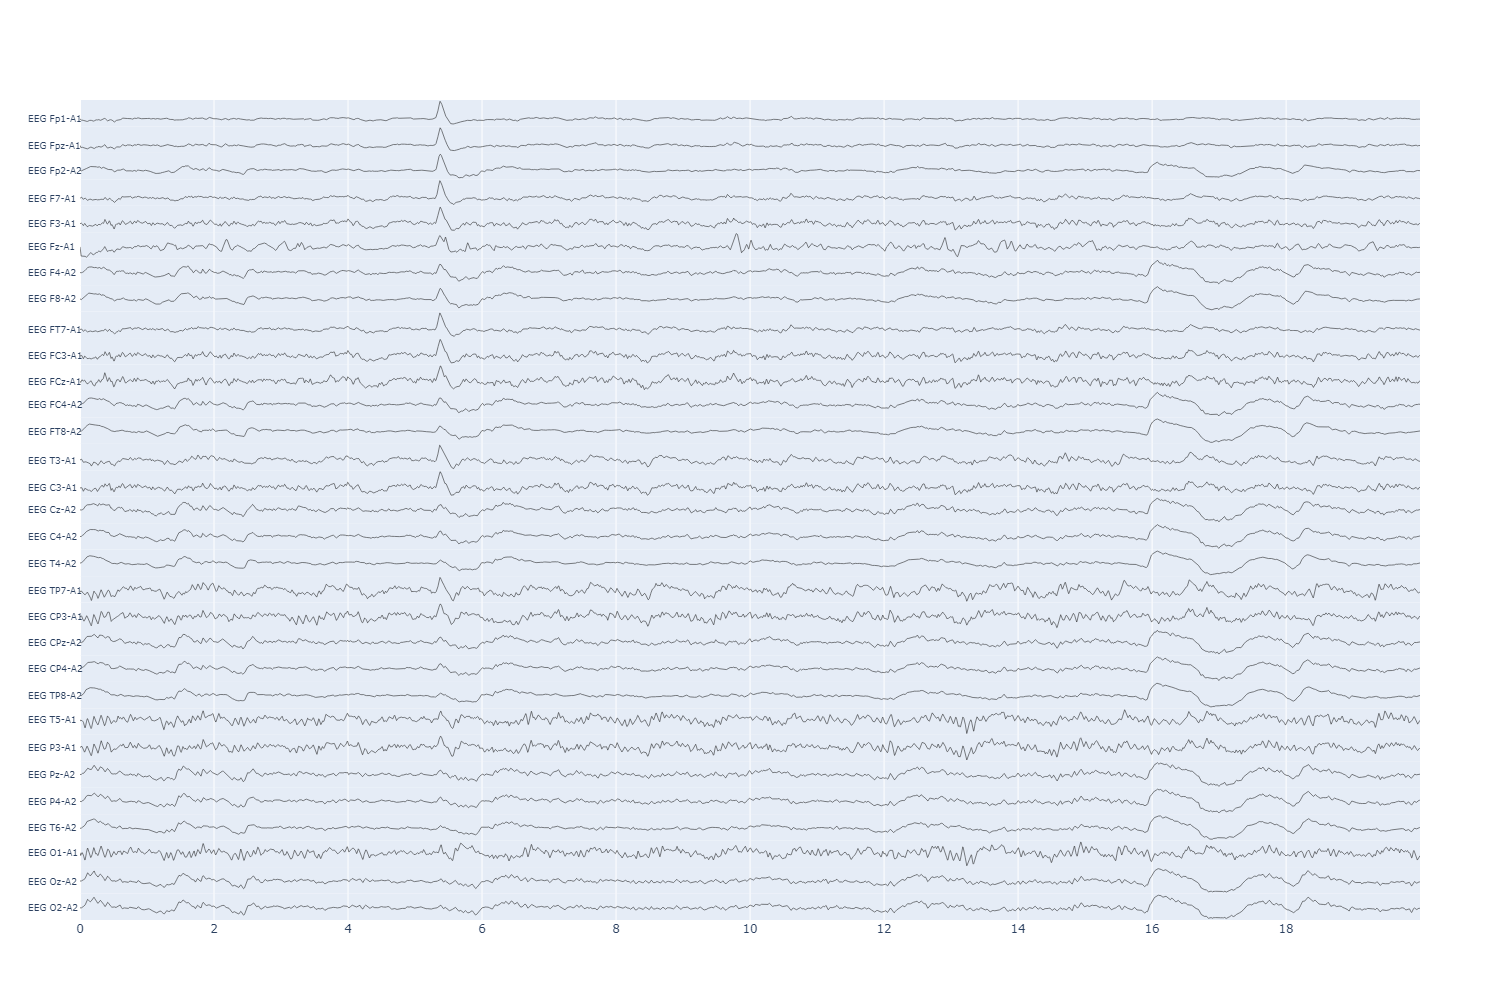 EEG Fp1-A1
EEG Fpz-A1
EEG Fp2-A2
EEG F7-A1
EEG F3-A1
EEG Fz-A1
EEG F4-A2
EEG F8-A2
EEG FT7-A1
EEG FC3-A1
EEG FCz-A1
EEG FC4-A2
EEG FT8-A2
EEG T3-A1
EEG C3-A1
EEG Cz-A2
EEG C4-A2
EEG T4-A2
EEG TP7-A1
EEG CP3-A1
EEG CPz-A2
EEG CP4-A2
EEG TP8-A2
EEG T5-A1
EEG P3-A1
EEG Pz-A2
EEG P4-A2
EEG T6-A2
EEG O1-A1
EEG Oz-A2
EEG O2-A2
0 2 4 6 8 10 12 14 16 18